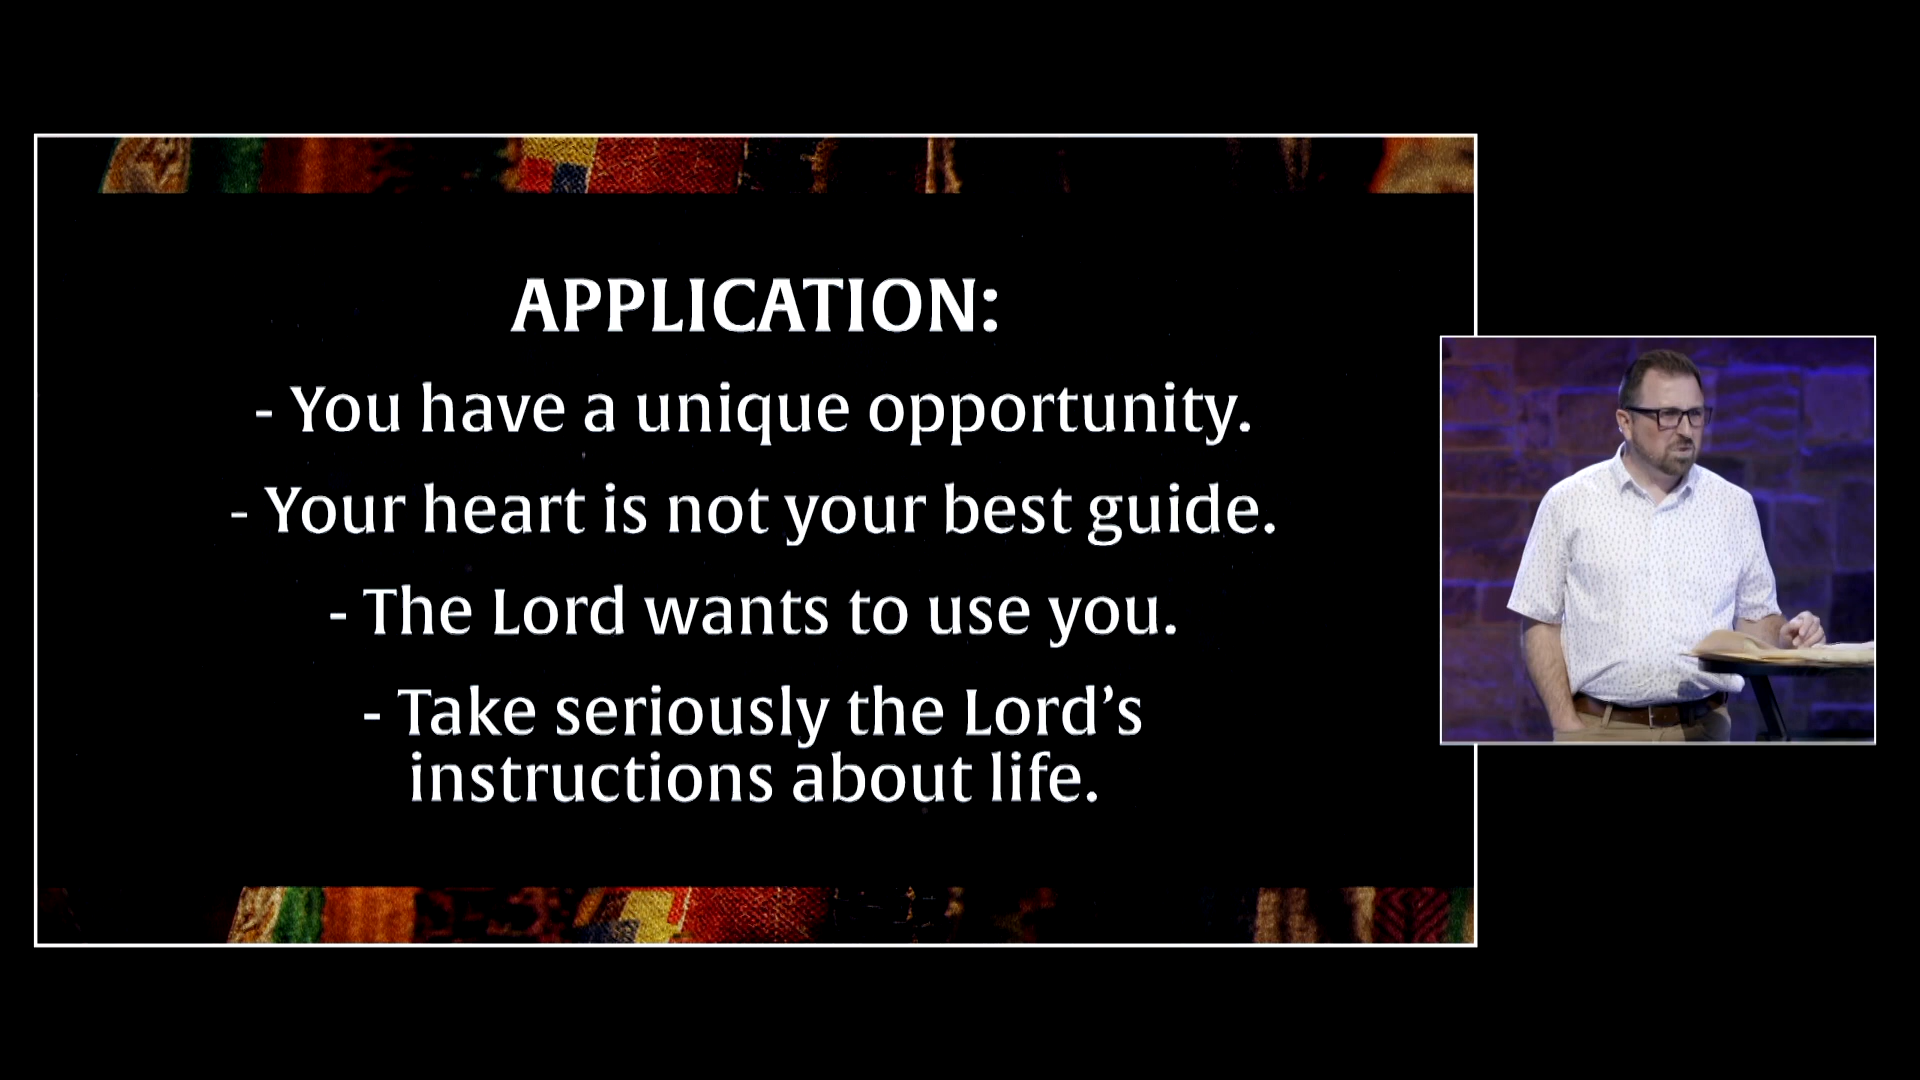 APPLICATION:
- You have a unique opportunity.
- Your heart is not your best guide.
- The Lord wants to use you.
- Take seriously the Lord’s
instructions about life.